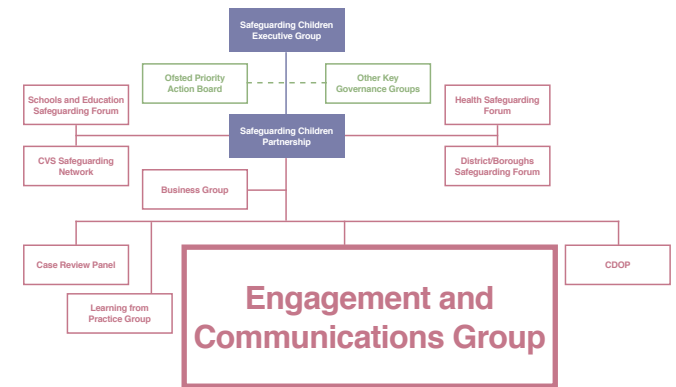 Safeguarding Children
Executive Group
Ofsted Priority
Action Board
Other Key
Governance Groups
Schools and Education
Safeguarding Forum
Health Safeguarding
Forum
Safeguarding Children
Partnership
CVS Safeguarding
Network
District/Boroughs
Safeguarding Forum
Business Group
Case Review Panel
Learning from
Practice Group
Engagement and
Communications Group
CDOP